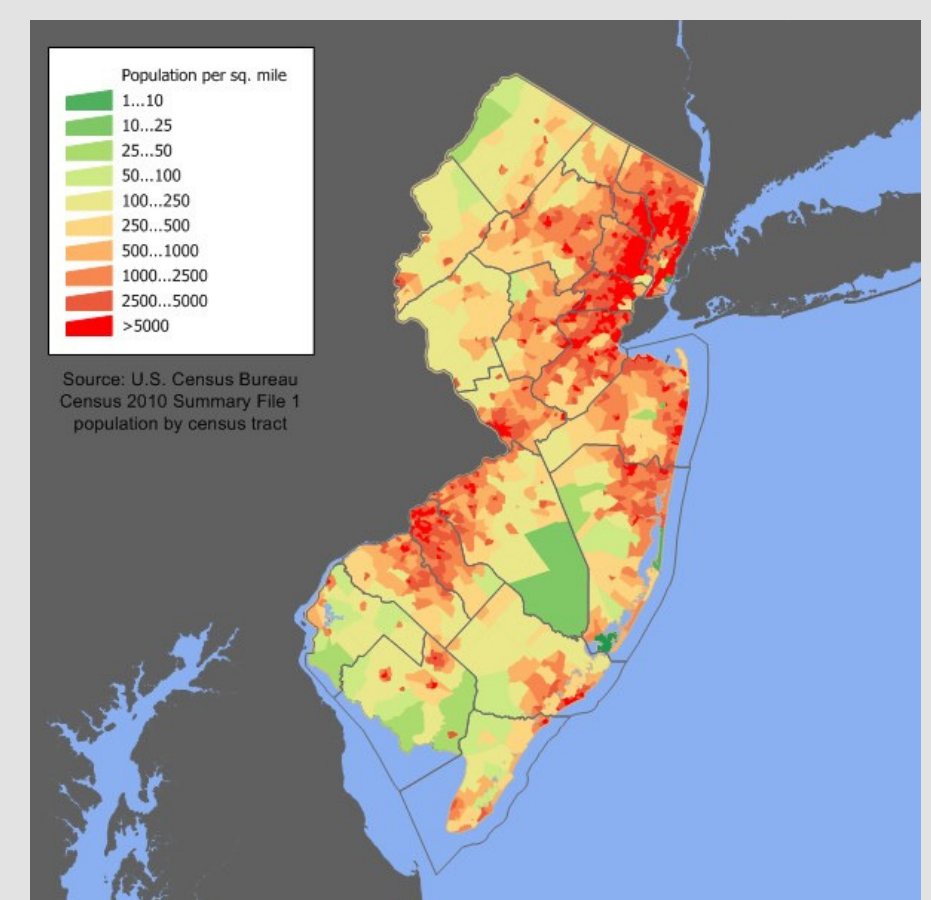 Population per sq. mile
1...10
10...25
25...50
50...100
100...250
250...500
500...1000
1000...2500
2500...5000
>5000
Source: U.S. Census Bureau
Census 2010 Summary File 1
population by census tract